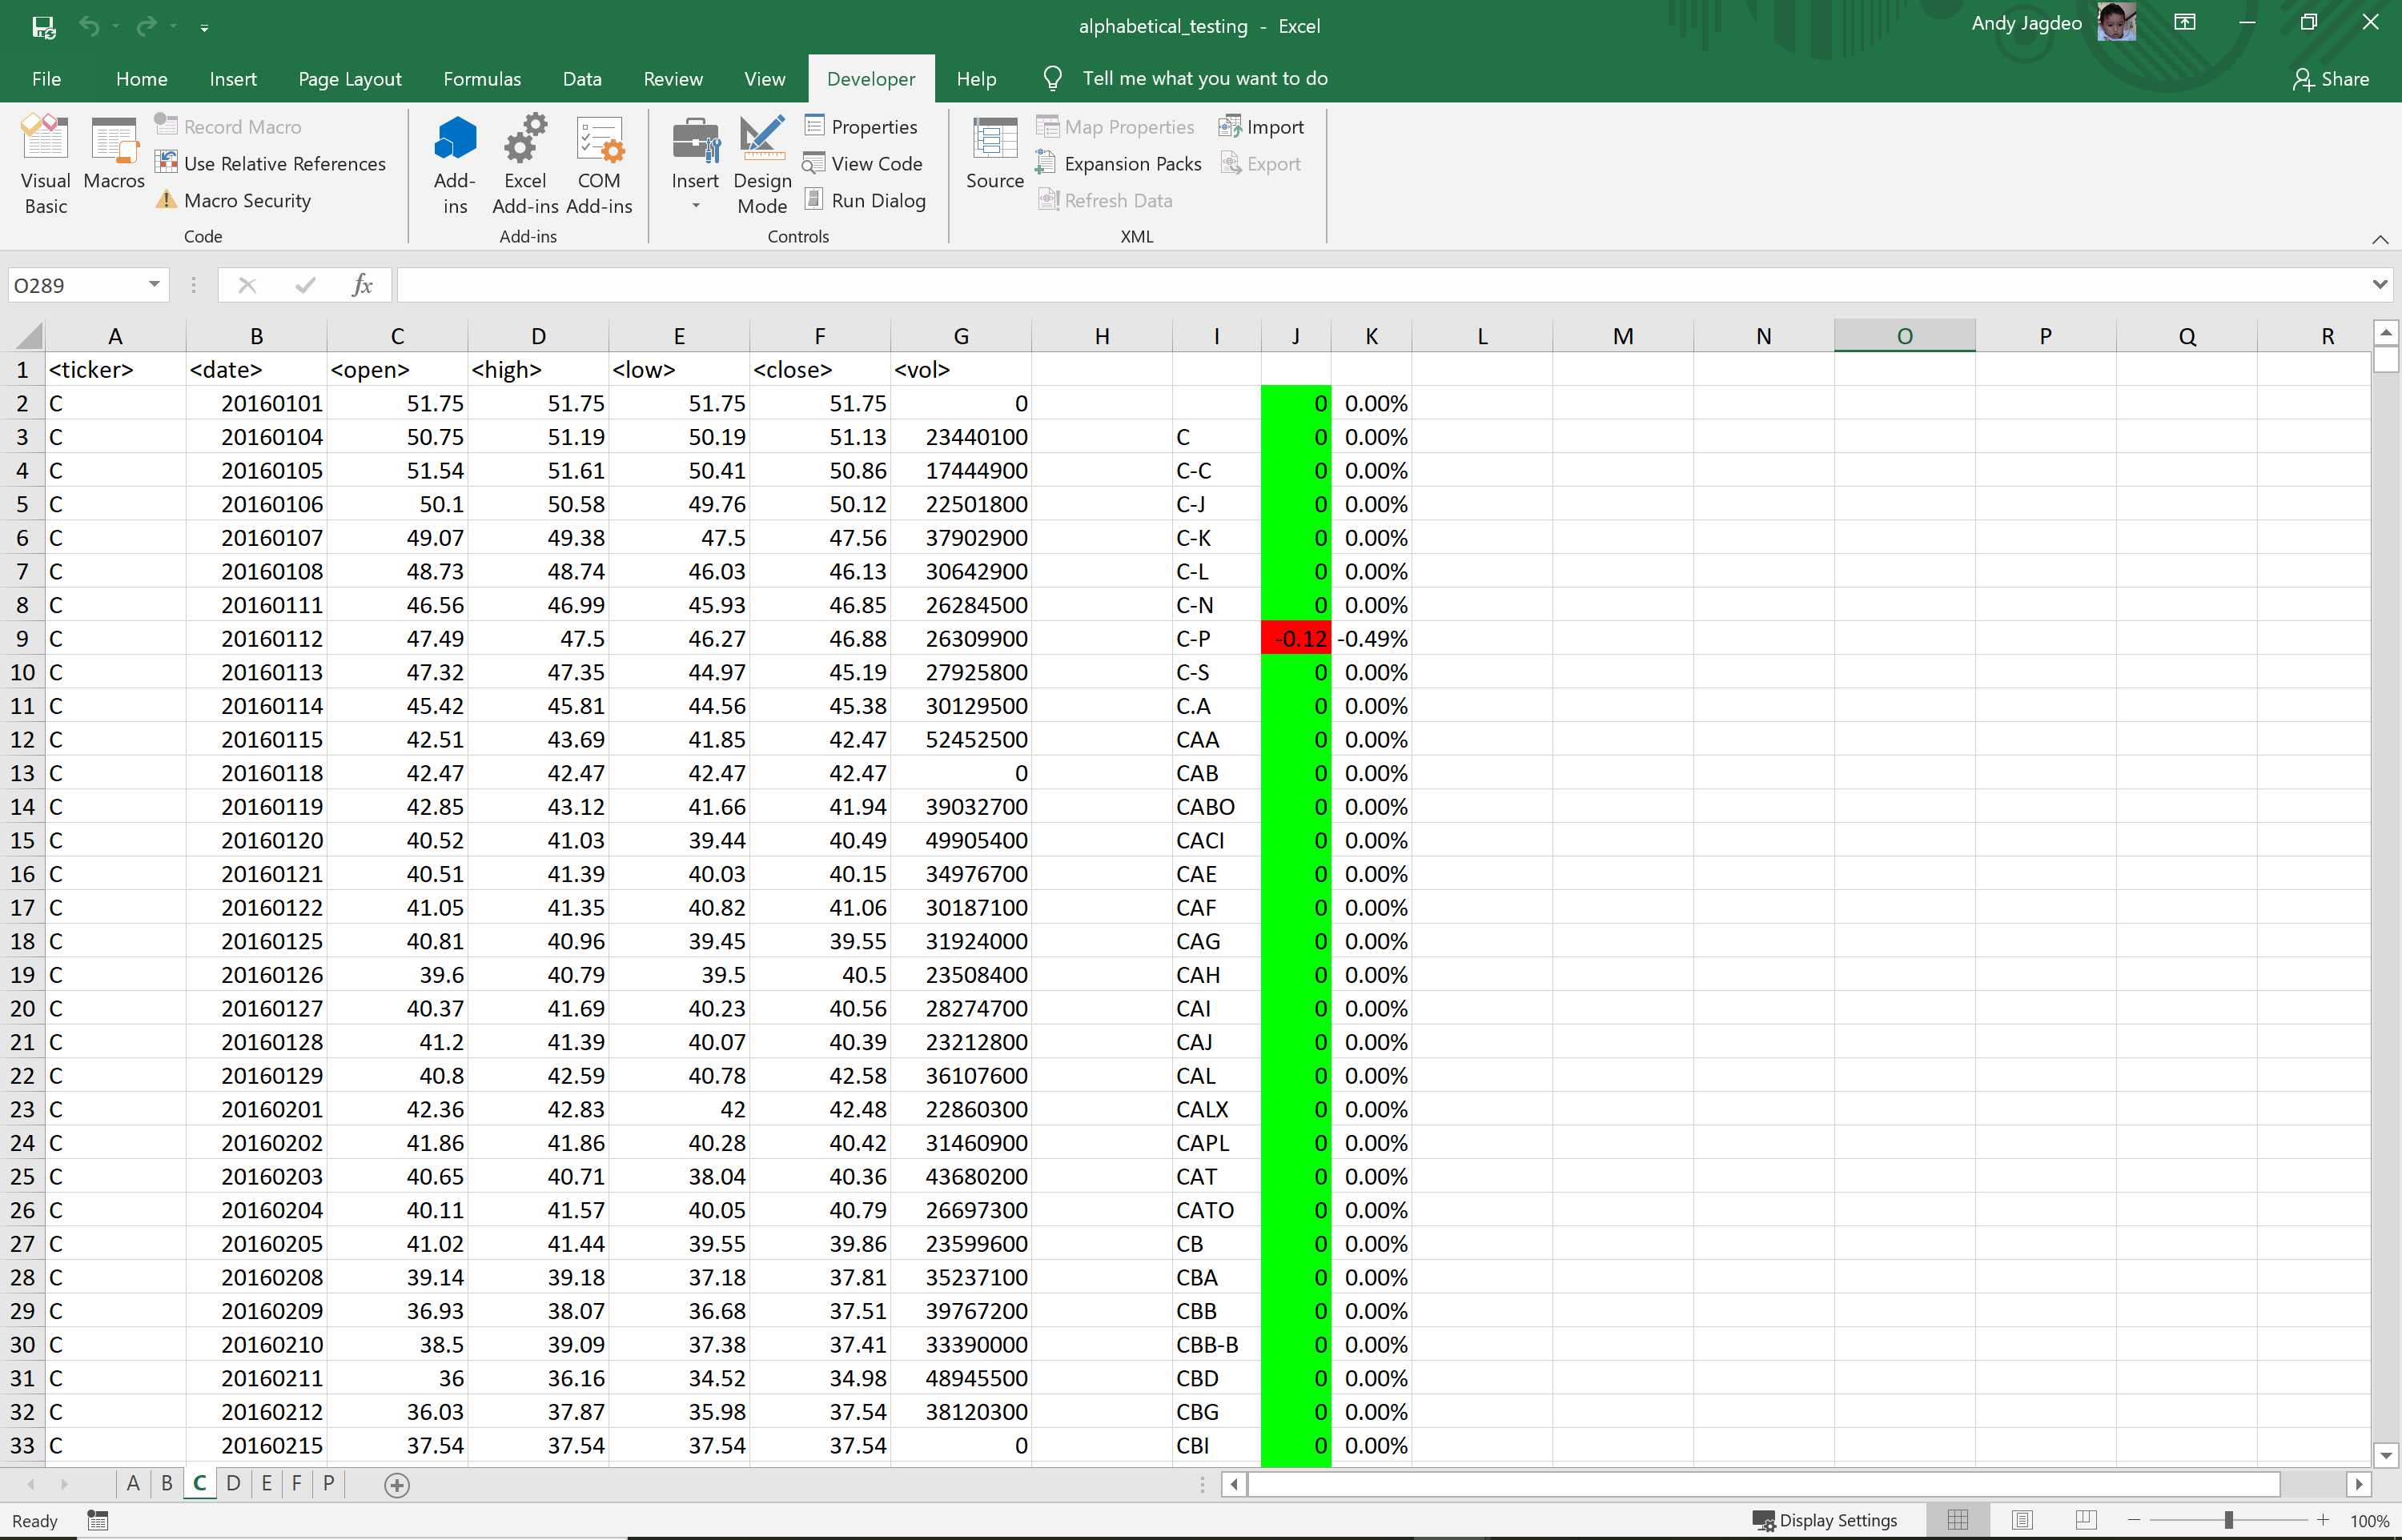 alphabetical_testing - Excel
Andy Jagdeo
File Home Insert Page Layout Formulas Data Review View Developer Help Tell me what you want to do Share
Visual Basic
Macros
Record Macro
Use Relative References
Macro Security
Code
Add-ins
Excel Add-ins
COM Add-ins
Add-ins
Insert
Design Mode
Properties
View Code
Run Dialog
Controls
Source
Map Properties
Expansion Packs
Refresh Data
Import
Export
XML
O289
fx
A B C D E F G H I J K L M N O P Q R
1 <ticker> <date> <open> <high> <low> <close> <vol>
2 C 20160101 51.75 51.75 51.75 51.75 0 0 0.00%
3 C 20160104 50.75 51.19 50.19 51.13 23440100 C 0 0.00%
4 C 20160105 51.54 51.61 50.41 50.86 17444900 C-C 0 0.00%
5 C 20160106 50.1 50.58 49.76 50.12 22501800 C-J 0 0.00%
6 C 20160107 49.07 49.38 47.5 47.56 37902900 C-K 0 0.00%
7 C 20160108 48.73 48.74 46.03 46.13 30642900 C-L 0 0.00%
8 C 20160111 46.56 46.99 45.93 46.85 26284500 C-N 0 0.00%
9 C 20160112 47.49 47.5 46.27 46.88 26309900 C-P -0.12 -0.49%
10 C 20160113 47.32 47.35 44.97 45.19 27925800 C-S 0 0.00%
11 C 20160114 45.42 45.81 44.56 45.38 30129500 C.A 0 0.00%
12 C 20160115 42.51 43.69 41.85 42.47 52452500 CAA 0 0.00%
13 C 20160118 42.47 42.47 42.47 42.47 0 CAB 0 0.00%
14 C 20160119 42.85 43.12 41.66 41.94 39032700 CABO 0 0.00%
15 C 20160120 40.52 41.03 39.44 40.49 49905400 CACI 0 0.00%
16 C 20160121 40.51 41.39 40.03 40.15 34976700 CAE 0 0.00%
17 C 20160122 41.05 41.35 40.82 41.06 30187100 CAF 0 0.00%
18 C 20160125 40.81 40.96 39.45 39.55 31924000 CAG 0 0.00%
19 C 20160126 39.6 40.79 39.5 40.5 23508400 CAH 0 0.00%
20 C 20160127 40.37 41.69 40.23 40.56 28274700 CAI 0 0.00%
21 C 20160128 41.2 41.39 40.07 40.39 23212800 CAJ 0 0.00%
22 C 20160129 40.8 42.59 40.78 42.58 36107600 CAL 0 0.00%
23 C 20160201 42.36 42.83 42 42.48 22860300 CALX 0 0.00%
24 C 20160202 41.86 41.86 40.28 40.42 31460900 CAPL 0 0.00%
25 C 20160203 40.65 40.71 38.04 40.36 43680200 CAT 0 0.00%
26 C 20160204 40.11 41.57 40.05 40.79 26697300 CATO 0 0.00%
27 C 20160205 41.02 41.44 39.55 39.86 23599600 CB 0 0.00%
28 C 20160208 39.14 39.18 37.18 37.81 35237100 CBA 0 0.00%
29 C 20160209 36.93 38.07 36.68 37.51 39767200 CBB 0 0.00%
30 C 20160210 38.5 39.09 37.38 37.41 33390000 CBB-B 0 0.00%
31 C 20160211 36 36.16 34.52 34.98 48945500 CBD 0 0.00%
32 C 20160212 36.03 37.87 35.98 37.54 38120300 CBG 0 0.00%
33 C 20160215 37.54 37.54 37.54 37.54 0 CBI 0 0.00%
A B C D E F P
Ready Display Settings 100%